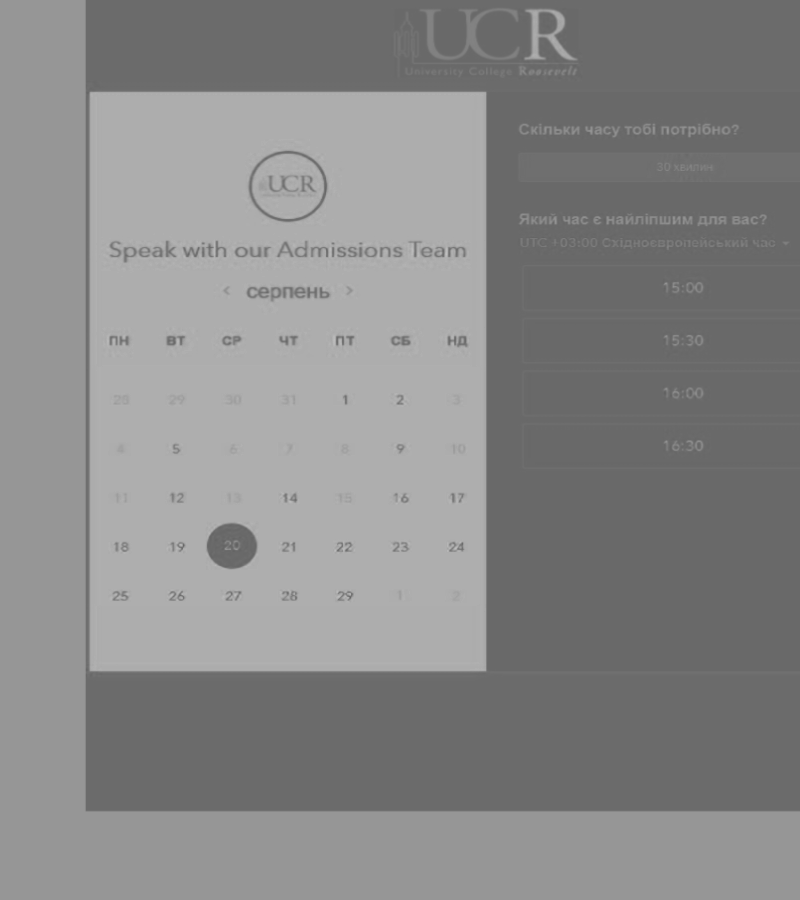 UCR
University College Roosevelt
UCR
Speak with our Admissions Team
< серпень >
ПН ВТ СР ЧТ ПТ СБ НД
28 29 30 31 1 2 3
4 5 6 7 8 9 10
11 12 13 14 15 16 17
18 19 20 21 22 23 24
25 26 27 28 29 1 2
Скільки часу тобі потрібно?
30 хвилин
Який час є найліпшим для вас?
UTC +03:00 Східноєвропейський час
15:00
15:30
16:00
16:30